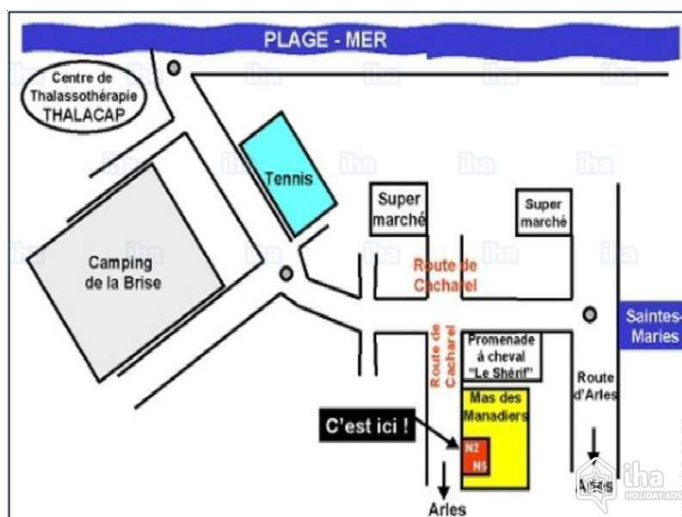 PLAGE - MER
Centre de
Thalassothérapie
THALACAP
Tennis
Super
marché
Super
marché
Camping
de la Brise
Route de
Cacharel
Saintes-
Maries
Route de
Cacharel
Promenade
à cheval
"Le Shérif"
Route
d'Arles
Mas des
Manadiers
C'est ici !
N2
N5
Arles
Arles
iha
HOLIDAY ADS